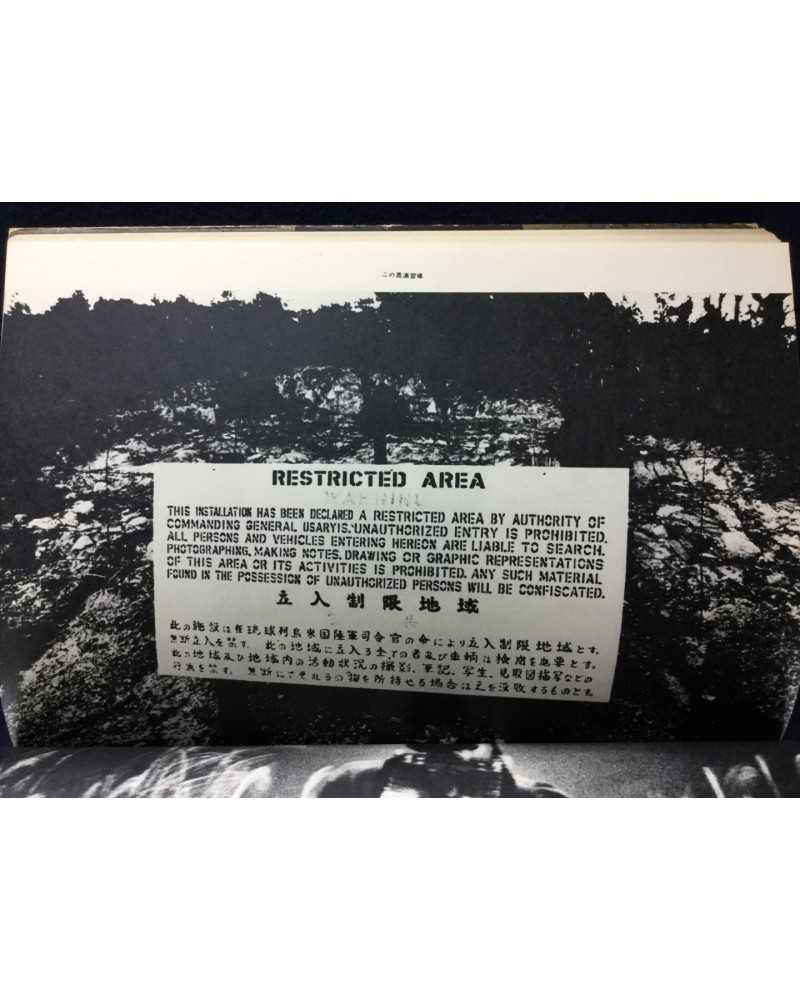 この島演習場
RESTRICTED AREA
WARNING
THIS INSTALLATION HAS BEEN DECLARED A RESTRICTED AREA BY AUTHORITY OF
COMMANDING GENERAL USARYIS. UNAUTHORIZED ENTRY IS PROHIBITED.
ALL PERSONS AND VEHICLES ENTERING HEREON ARE LIABLE TO SEARCH.
PHOTOGRAPHING, MAKING NOTES, DRAWING OR GRAPHIC REPRESENTATIONS
OF THIS AREA OR ITS ACTIVITIES IS PROHIBITED. ANY SUCH MATERIAL
FOUND IN THE POSSESSION OF UNAUTHORIZED PERSONS WILL BE CONFISCATED.
立入制限地域
此の施設は在琉球列島米国陸軍司令官の命により立入制限地域とす。
無断立入を禁ず。此の地域に立入る全ての者及び車輌は検索を必要とす。
此の地域及び地域内の活動状況の撮影、筆記、写生、見取図描写などの
行為を禁ず。無断にてそれらの物を所持せる場合は之を没收するものとす